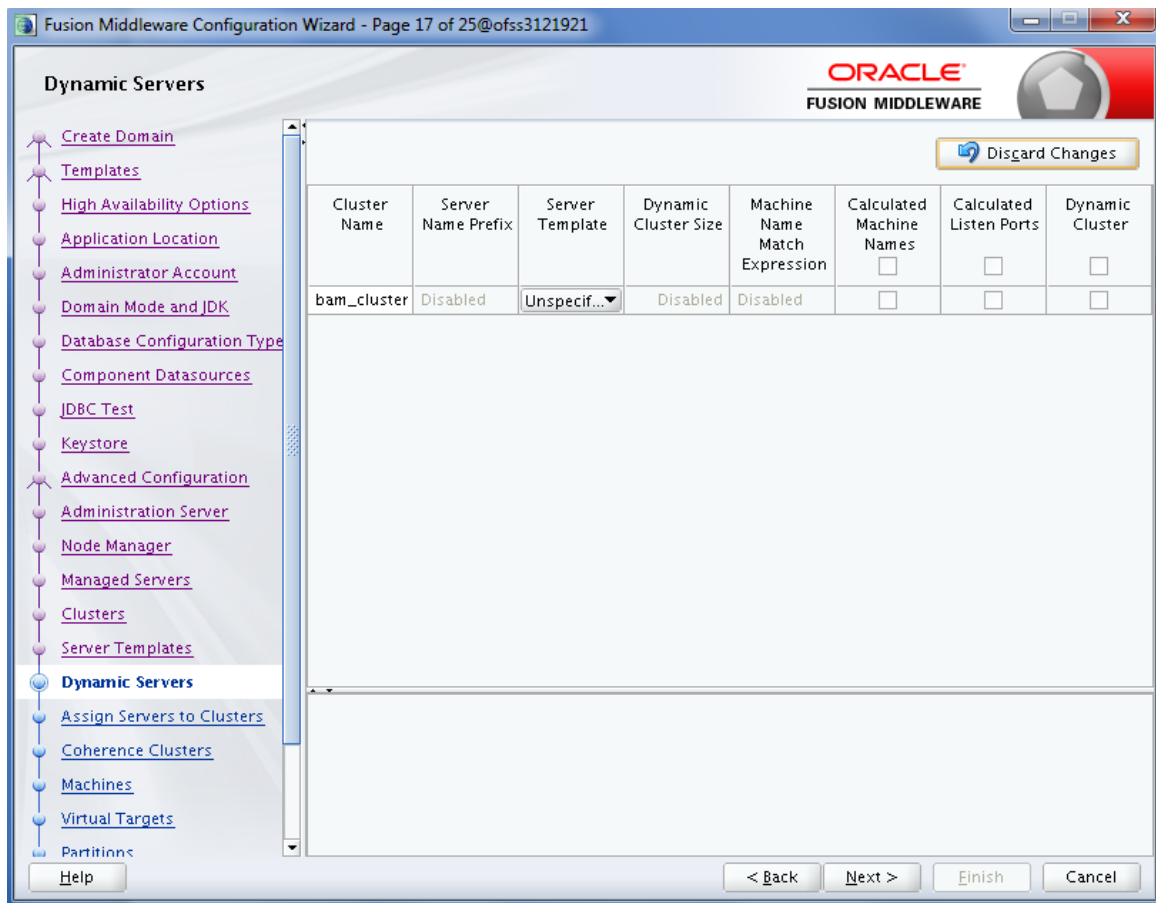 Fusion Middleware Configuration Wizard - Page 17 of 25@ofss3121921
Dynamic Servers
ORACLE
FUSION MIDDLEWARE
Create Domain
Templates
High Availability Options
Application Location
Administrator Account
Domain Mode and JDK
Database Configuration Type
Component Datasources
JDBC Test
Keystore
Advanced Configuration
Administration Server
Node Manager
Managed Servers
Clusters
Server Templates
Dynamic Servers
Assign Servers to Clusters
Coherence Clusters
Machines
Virtual Targets
Partitions
Discard Changes
Cluster Name
Server Name Prefix
Server Template
Dynamic Cluster Size
Machine Name Match Expression
Calculated Machine Names
Calculated Listen Ports
Dynamic Cluster
bam_cluster Disabled Unspecif... Disabled Disabled
Help
< Back Next > Finish Cancel